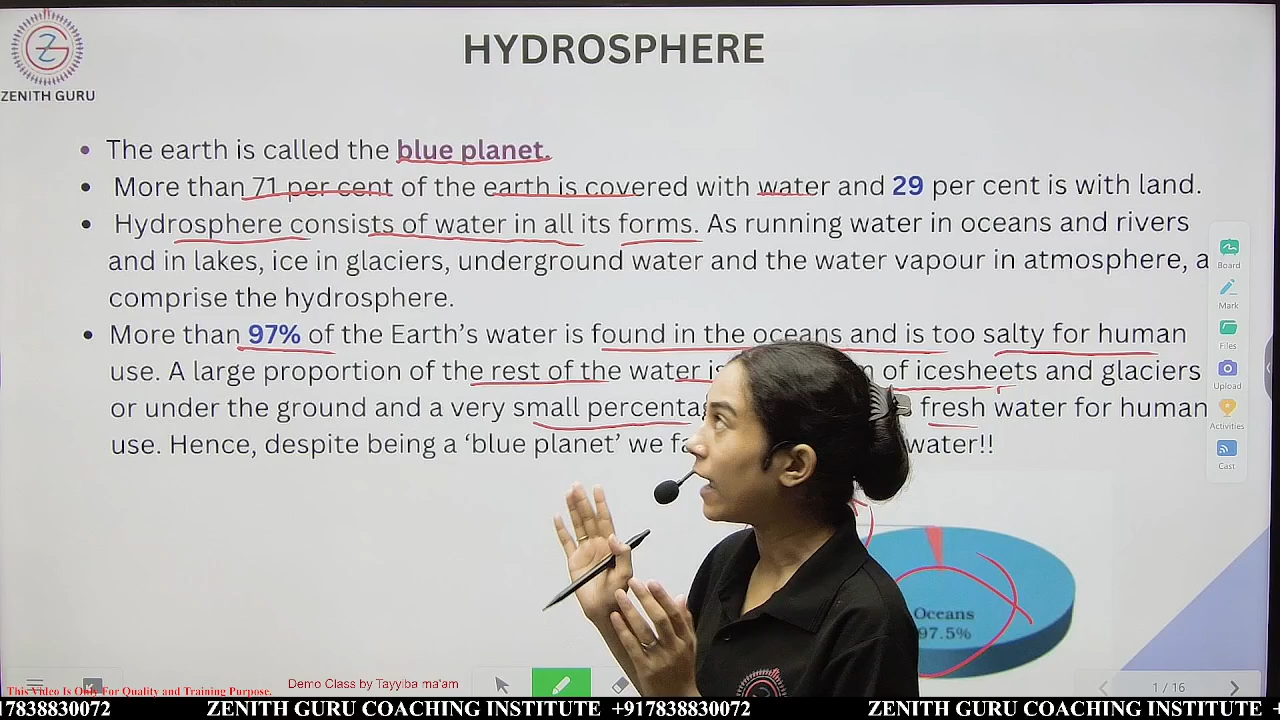 HYDROSPHERE
ZENITH GURU
• The earth is called the blue planet.
• More than 71 per cent of the earth is covered with water and 29 per cent is with land.
• Hydrosphere consists of water in all its forms. As running water in oceans and rivers
and in lakes, ice in glaciers, underground water and the water vapour in atmosphere, a
comprise the hydrosphere.
• More than 97% of the Earth's water is found in the oceans and is too salty for human
use. A large proportion of the rest of the water is of icesheets and glaciers
or under the ground and a very small fresh water for human
use. Hence, despite being a 'blue planet' we water!!
Board
Mark
Files
Upload
Activities
Cast
Oceans
97.5%
1 / 16
Demo Class by Tayyiba ma'am
This Video Is Only For Quality and Training Purpose.
17838830072 ZENITH GURU COACHING INSTITUTE +917838830072 ZENITH GURU COACHING INSTITUTE +